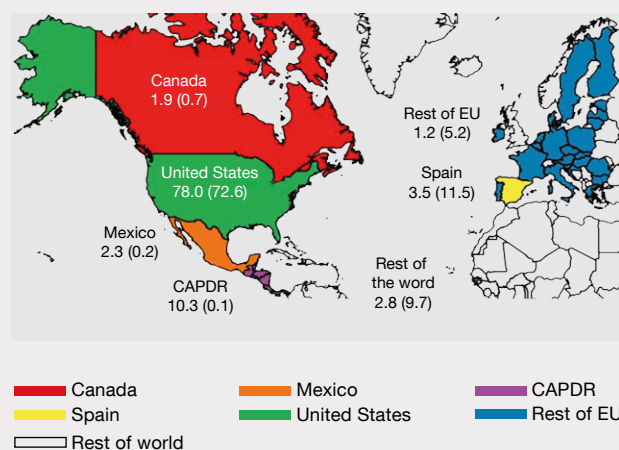 Canada
1.9 (0.7)
Rest of EU
1.2 (5.2)
United States
78.0 (72.6)
Spain
3.5 (11.5)
Mexico
2.3 (0.2)
CAPDR
10.3 (0.1)
Rest of
the word
2.8 (9.7)
Canada
Mexico
CAPDR
Spain
United States
Rest of EU
Rest of world